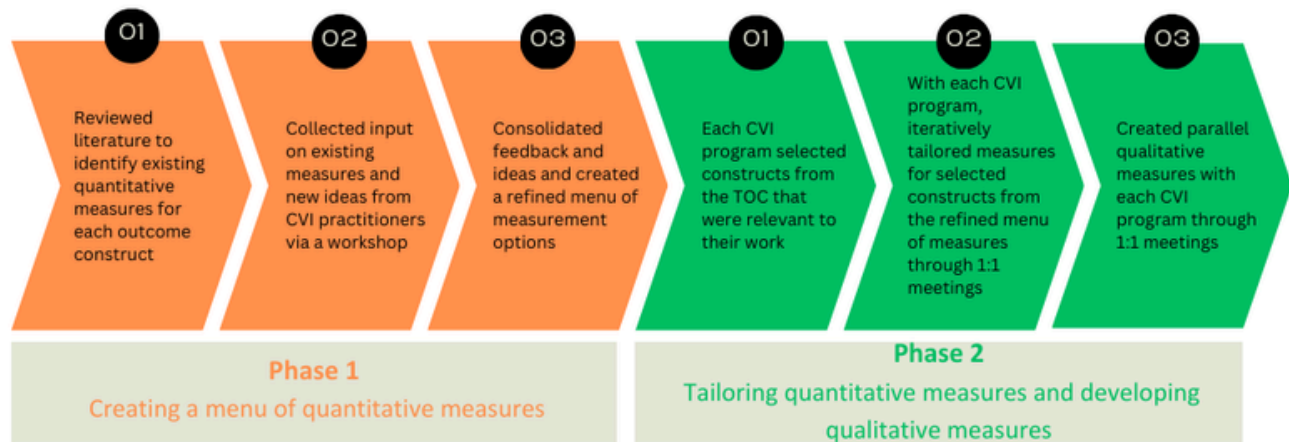 01
Reviewed
literature to
identify existing
quantitative
measures for
each outcome
construct
02
Collected input
on existing
measures and
new ideas from
CVI practitioners
via a workshop
03
Consolidated
feedback and
ideas and created
a refined menu of
measurement
options
01
Each CVI
program selected
constructs from
the TOC that
were relevant to
their work
02
With each CVI
program,
iteratively
tailored measures
for selected
constructs from
the refined menu
of measures
through 1:1
meetings
03
Created parallel
qualitative
measures with
each CVI
program through
1:1 meetings
Phase 1
Creating a menu of quantitative measures
Phase 2
Tailoring quantitative measures and developing
qualitative measures